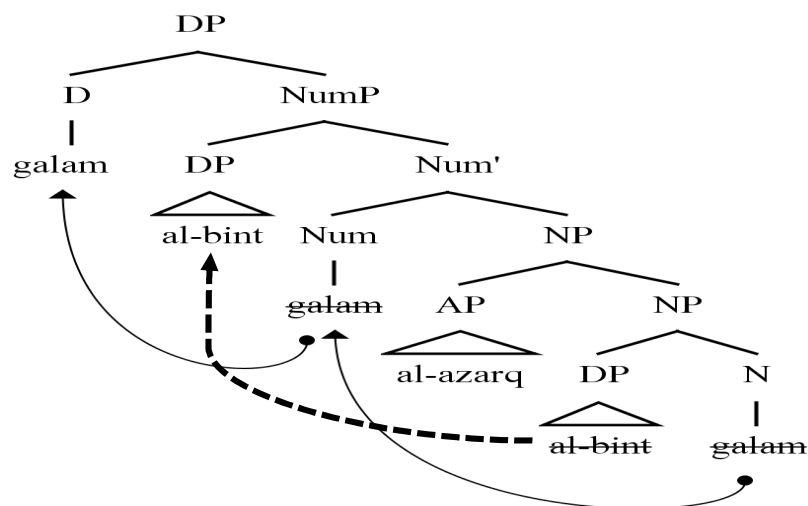 DP
D NumP
galam DP Num'
al-bint Num NP
galam AP NP
al-azarq DP N
al-bint galam